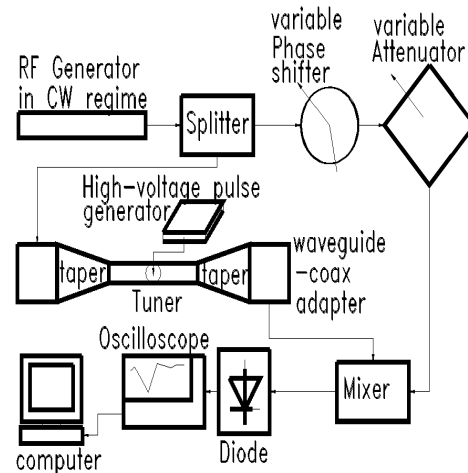 variable
Phase
shifter
variable
Attenuator
RF Generator
in CW regime
Splitter
High-voltage pulse
generator
taper
taper
waveguide
-coax
adapter
Tuner
Oscilloscope
Mixer
Diode
computer